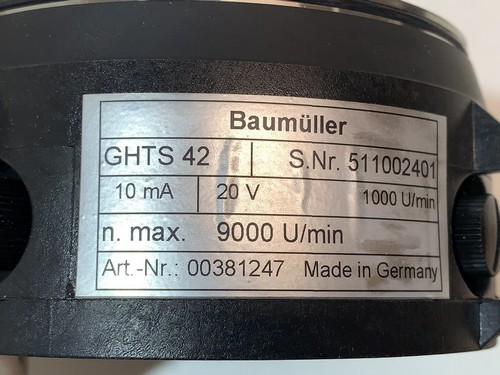 Baumüller
GHTS 42 S.Nr. 511002401
10 mA 20 V 1000 U/min
n. max. 9000 U/min
Art.-Nr.: 00381247 Made in Germany